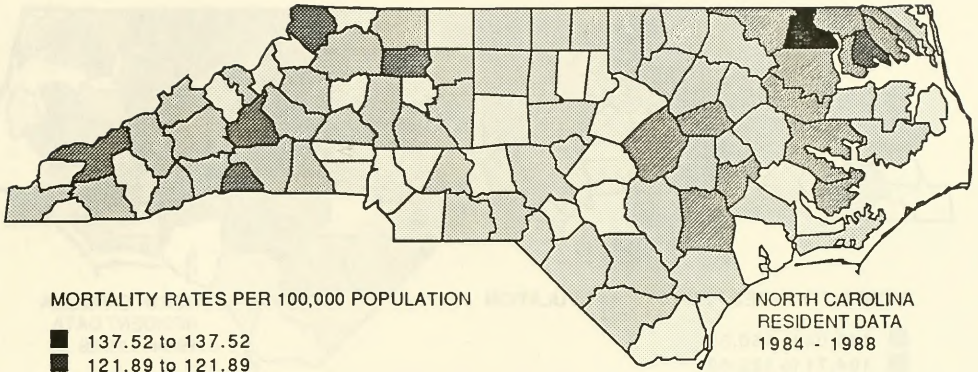 MORTALITY RATES PER 100,000 POPULATION
137.52 to 137.52
121.89 to 121.89
NORTH CAROLINA
RESIDENT DATA
1984 - 1988